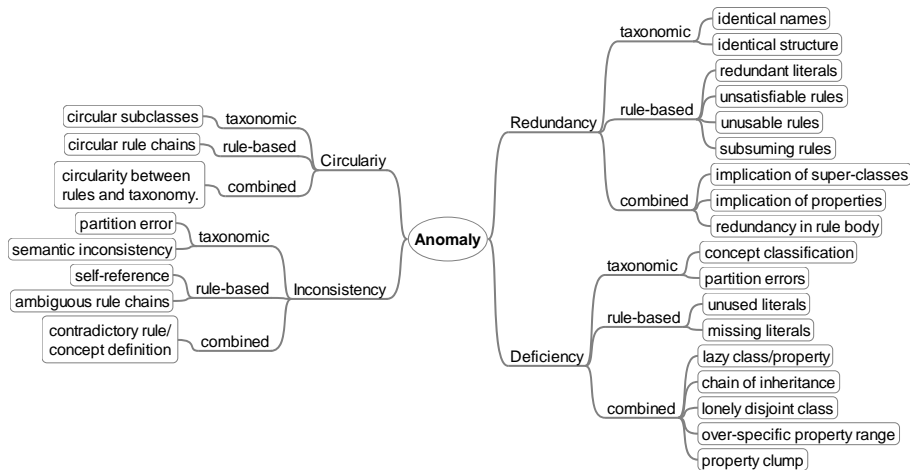 Anomaly
Circulariy
taxonomic
circular subclasses
rule-based
circular rule chains
combined
circularity between
rules and taxonomy.
Inconsistency
taxonomic
partition error
semantic inconsistency
rule-based
self-reference
ambiguous rule chains
combined
contradictory rule/
concept definition
Redundancy
taxonomic
identical names
identical structure
rule-based
redundant literals
unsatisfiable rules
unusable rules
subsuming rules
combined
implication of super-classes
implication of properties
redundancy in rule body
Deficiency
taxonomic
concept classification
partition errors
rule-based
unused literals
missing literals
combined
lazy class/property
chain of inheritance
lonely disjoint class
over-specific property range
property clump